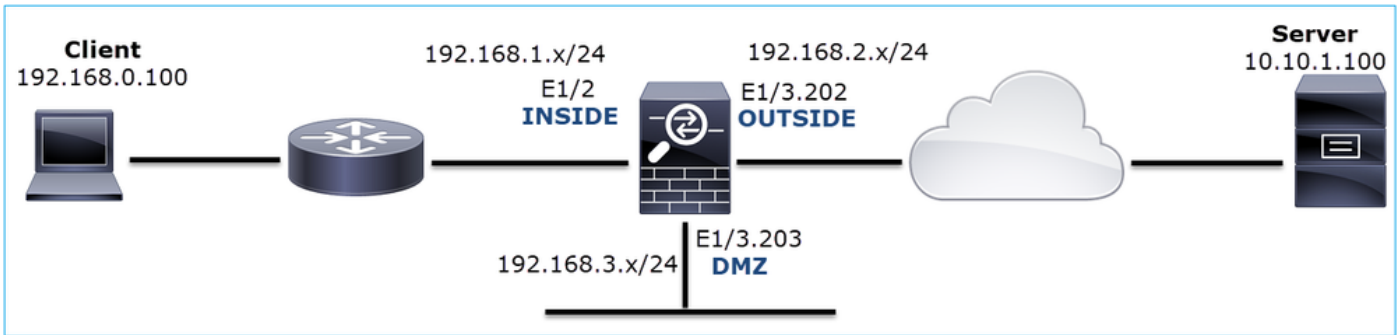 Client
192.168.0.100
192.168.1.x/24
E1/2
INSIDE
192.168.2.x/24
E1/3.202
OUTSIDE
Server
10.10.1.100
E1/3.203
192.168.3.x/24
DMZ